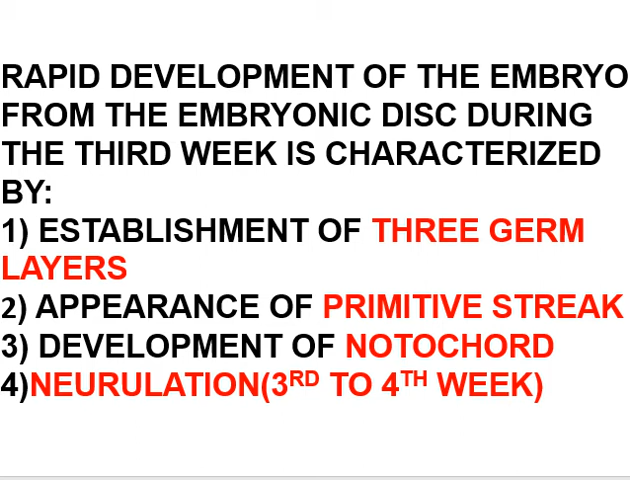 RAPID DEVELOPMENT OF THE EMBRYO
FROM THE EMBRYONIC DISC DURING
THE THIRD WEEK IS CHARACTERIZED
BY:
1) ESTABLISHMENT OF THREE GERM
LAYERS
2) APPEARANCE OF PRIMITIVE STREAK
3) DEVELOPMENT OF NOTOCHORD
4)NEURULATION(3RD TO 4TH WEEK)